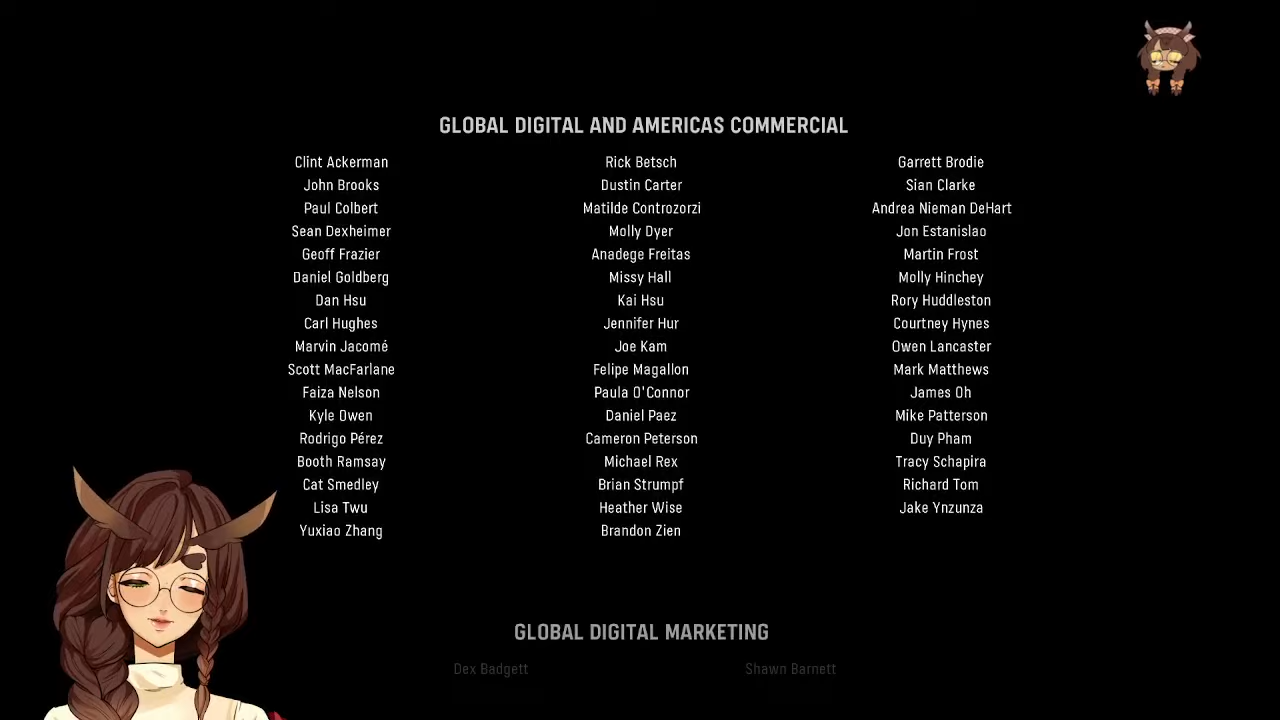 GLOBAL DIGITAL AND AMERICAS COMMERCIAL
Clint Ackerman Rick Betsch Garrett Brodie
John Brooks Dustin Carter Sian Clarke
Paul Colbert Matilde Controzorzi Andrea Nieman DeHart
Sean Dexheimer Molly Dyer Jon Estanislao
Geoff Frazier Anadege Freitas Martin Frost
Daniel Goldberg Missy Hall Molly Hinchey
Dan Hsu Kai Hsu Rory Huddleston
Carl Hughes Jennifer Hur Courtney Hynes
Marvin Jacomé Joe Kam Owen Lancaster
Scott MacFarlane Felipe Magallon Mark Matthews
Faiza Nelson Paula O'Connor James Oh
Kyle Owen Daniel Paez Mike Patterson
Rodrigo Pérez Cameron Peterson Duy Pham
Booth Ramsay Michael Rex Tracy Schapira
Cat Smedley Brian Strumpf Richard Tom
Lisa Twu Heather Wise Jake Ynzunza
Yuxiao Zhang Brandon Zien
GLOBAL DIGITAL MARKETING
Dex Badgett Shawn Barnett